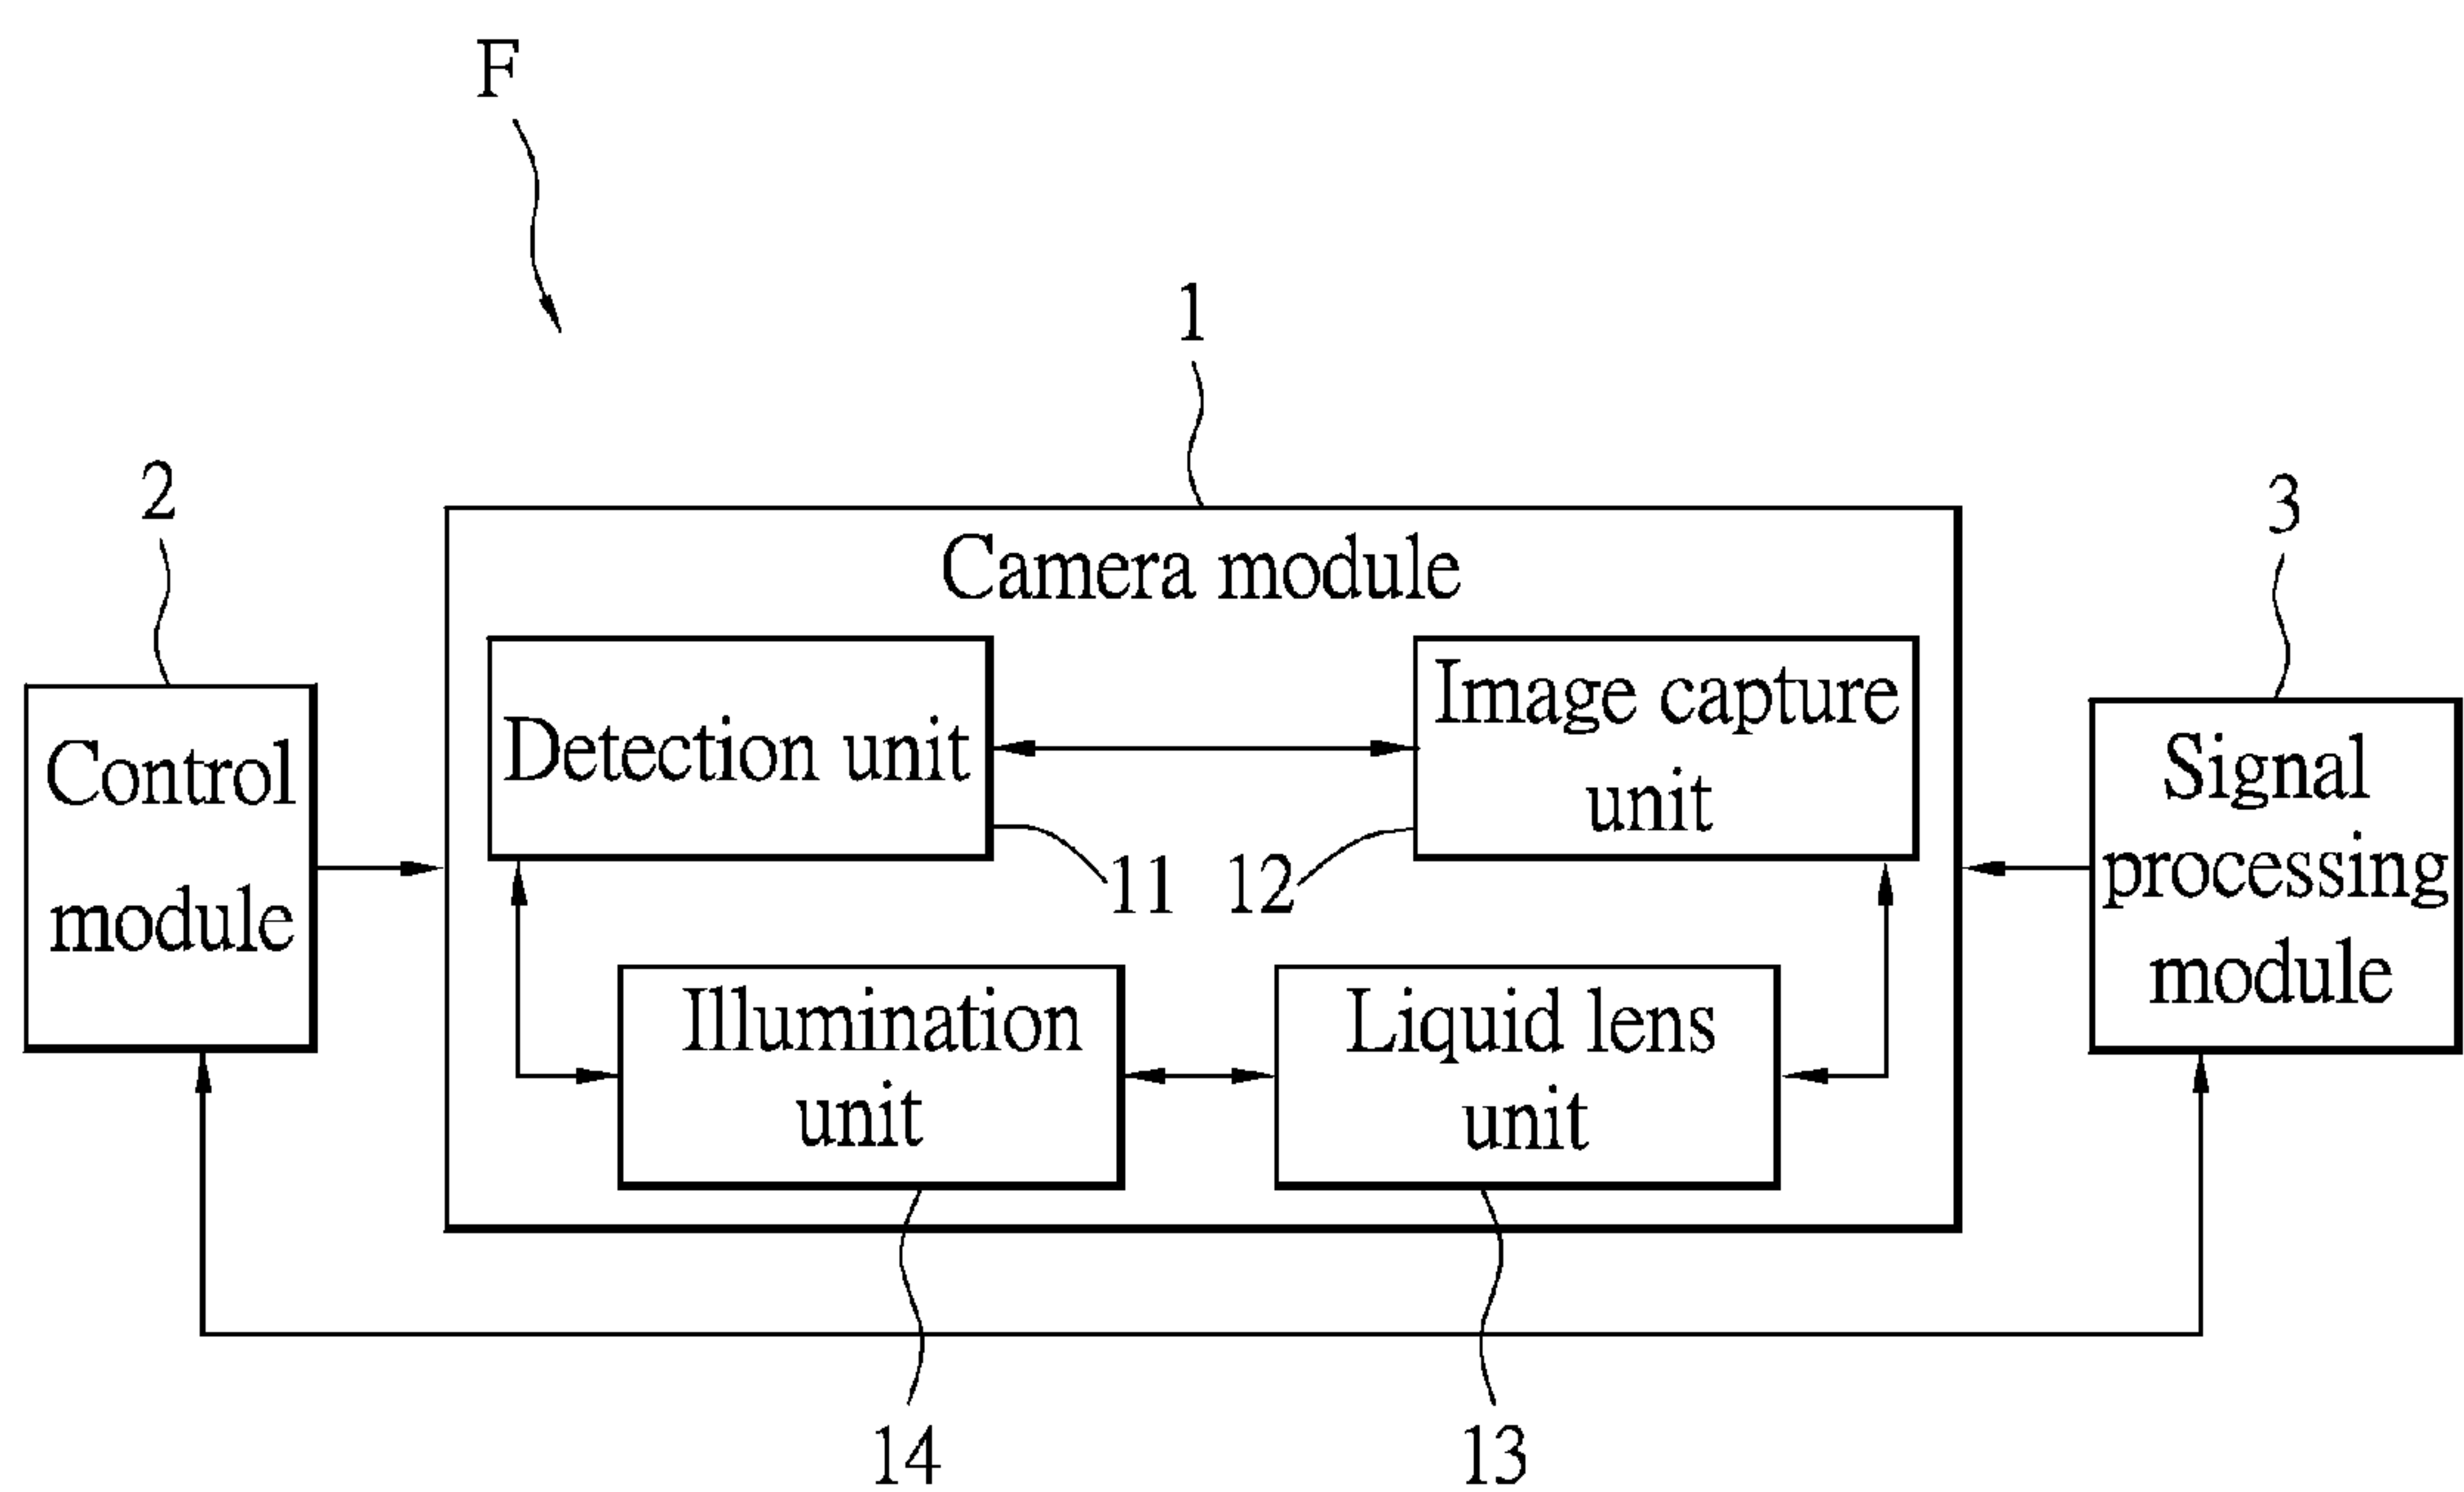 F
1
2
3
Camera module
Control
module
Detection unit
Image capture
unit
Signal
processing
module
11
12
Illumination
unit
Liquid lens
unit
14
13